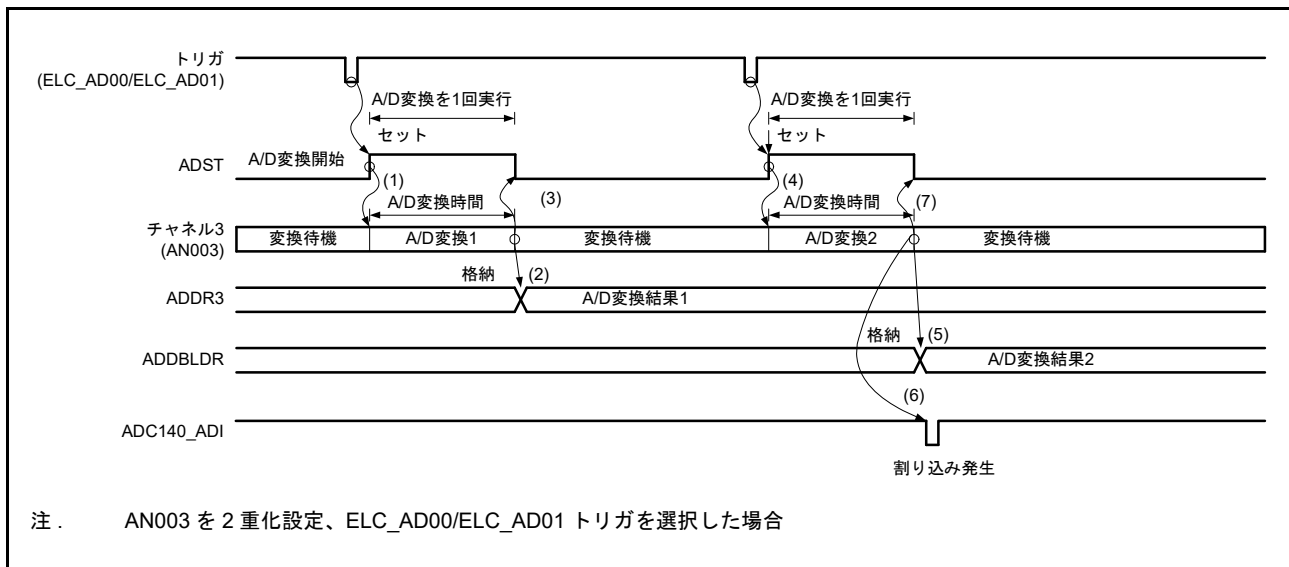 トリガ
(ELC_AD00/ELC_AD01)
A/D変換を1回実行
A/D変換を1回実行
セット
セット
ADST
A/D変換開始
(1)
(3)
(4)
(7)
A/D変換時間
A/D変換時間
チャネル3
(AN003)
変換待機
A/D変換1
変換待機
A/D変換2
変換待機
格納
(2)
ADDR3
A/D変換結果1
格納
(5)
ADDBLDR
A/D変換結果2
(6)
ADC140_ADI
割り込み発生
注 . AN003 を 2 重化設定、ELC_AD00/ELC_AD01 トリガを選択した場合